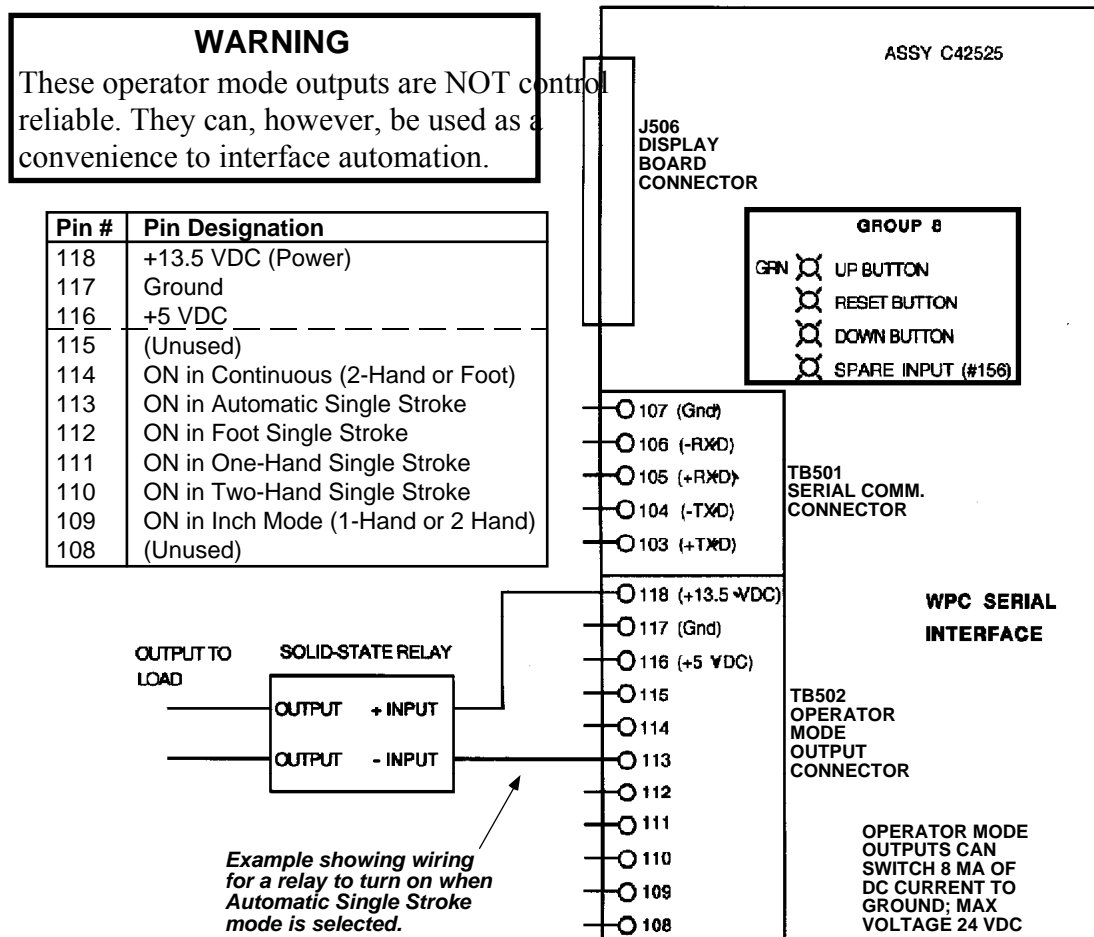 WARNING
These operator mode outputs are NOT control
reliable. They can, however, be used as a
convenience to interface automation.
ASSY C42525
J506
DISPLAY
BOARD
CONNECTOR
GROUP 8
GRN UP BUTTON
RESET BUTTON
DOWN BUTTON
SPARE INPUT (#156)
Pin # Pin Designation
118 +13.5 VDC (Power)
117 Ground
116 +5 VDC
115 (Unused)
114 ON in Continuous (2-Hand or Foot)
113 ON in Automatic Single Stroke
112 ON in Foot Single Stroke
111 ON in One-Hand Single Stroke
110 ON in Two-Hand Single Stroke
109 ON in Inch Mode (1-Hand or 2 Hand)
108 (Unused)
107 (Gnd)
106 (-RXD)
105 (+RXD)
104 (-TXD)
103 (+TXD)
TB501
SERIAL COMM.
CONNECTOR
118 (+13.5 VDC)
117 (Gnd)
116 (+5 VDC)
115
114
113
112
111
110
109
108
WPC SERIAL
INTERFACE
TB502
OPERATOR
MODE
OUTPUT
CONNECTOR
OUTPUT TO
LOAD
SOLID-STATE RELAY
OUTPUT + INPUT
OUTPUT - INPUT
Example showing wiring
for a relay to turn on when
Automatic Single Stroke
mode is selected.
OPERATOR MODE
OUTPUTS CAN
SWITCH 8 MA OF
DC CURRENT TO
GROUND; MAX
VOLTAGE 24 VDC